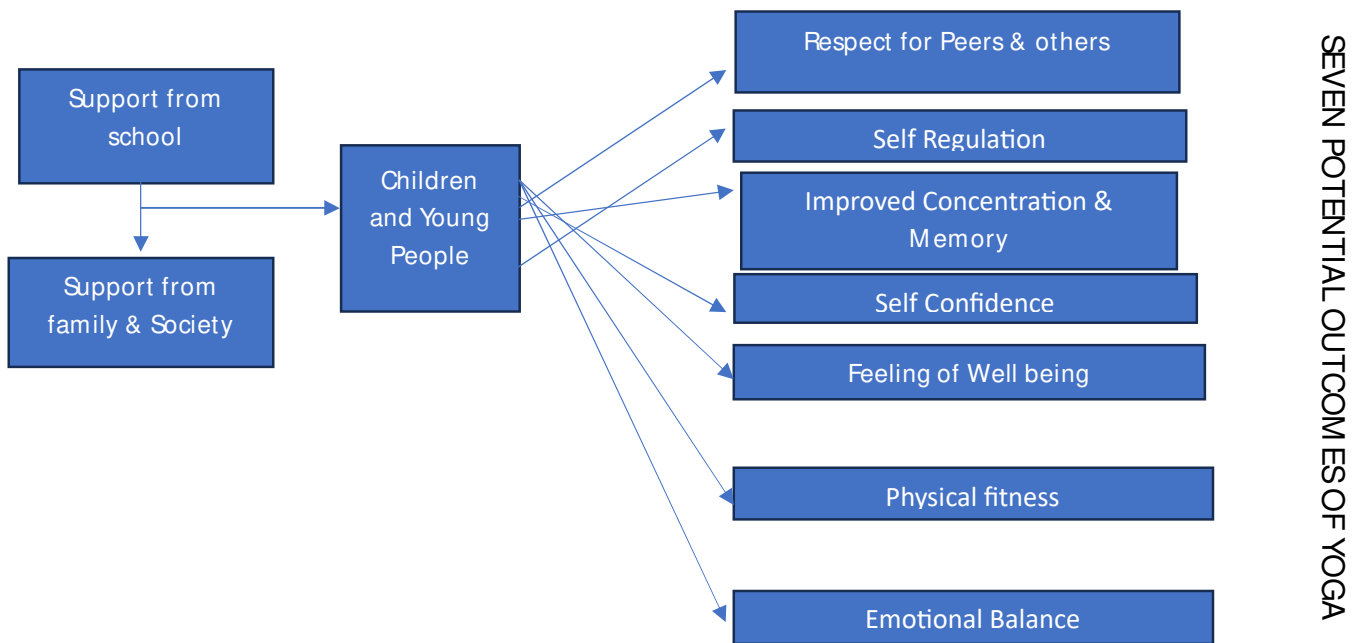 Support from
school
Support from
family & Society
Children
and Young
People
Respect for Peers & others
Self Regulation
Improved Concentration &
Memory
Self Confidence
Feeling of Well being
Physical fitness
Emotional Balance
SEVEN POTENTIAL OUTCOMES OF YOGA